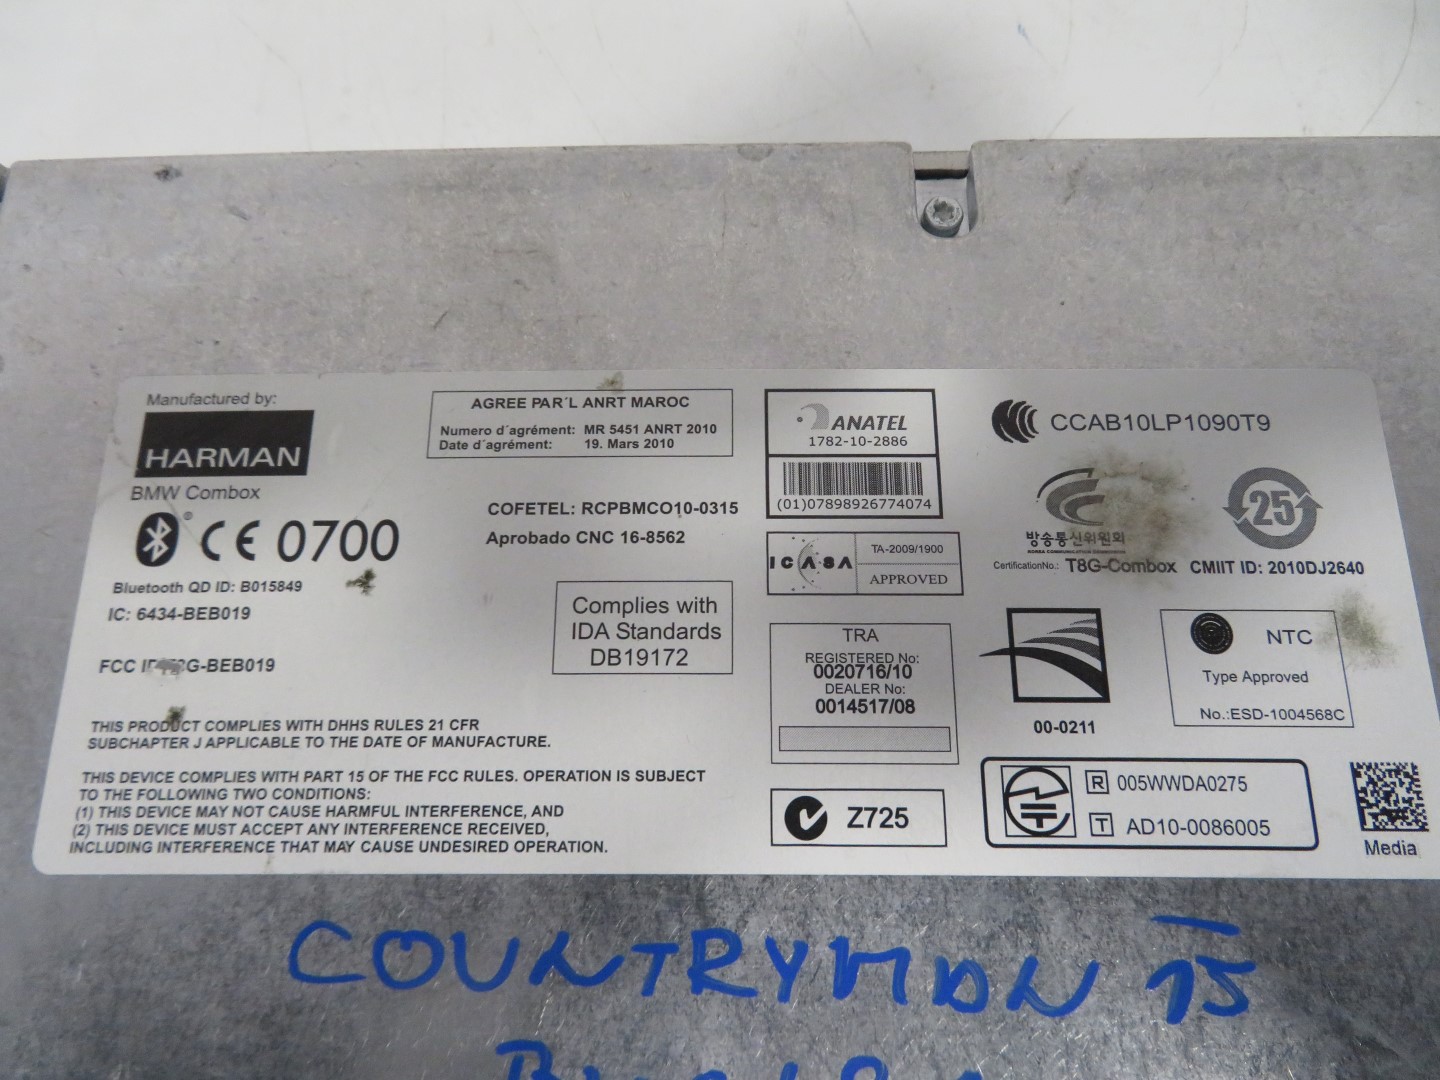 Manufactured by:
HARMAN
BMW Combox
CE 0700
Bluetooth QD ID: B015849
IC: 6434-BEB019
FCC G-BEB019
THIS PRODUCT COMPLIES WITH DHHS RULES 21 CFR
SUBCHAPTER J APPLICABLE TO THE DATE OF MANUFACTURE.
THIS DEVICE COMPLIES WITH PART 15 OF THE FCC RULES. OPERATION IS SUBJECT
TO THE FOLLOWING TWO CONDITIONS:
(1) THIS DEVICE MAY NOT CAUSE HARMFUL INTERFERENCE, AND
(2) THIS DEVICE MUST ACCEPT ANY INTERFERENCE RECEIVED,
INCLUDING INTERFERENCE THAT MAY CAUSE UNDESIRED OPERATION.
AGREE PAR´L ANRT MAROC
Numero d´agrément: MR 5451 ANRT 2010
Date d´agrément: 19. Mars 2010
COFETEL: RCPBMCO10-0315
Aprobado CNC 16-8562
Complies with
IDA Standards
DB19172
ANATEL
1782-10-2886
(01)07898926774074
ICASA
TA-2009/1900
APPROVED
TRA
REGISTERED No:
0020716/10
DEALER No:
0014517/08
Z725
CCAB10LP1090T9
방송통신위원회
KOREA COMMUNICATIONS COMMISSION
25
CertificationNo.: T8G-Combox CMIIT ID: 2010DJ2640
00-0211
NTC
Type Approved
No.:ESD-1004568C
R 005WWDA0275
T AD10-0086005
Media
COUNTRYMAN 15